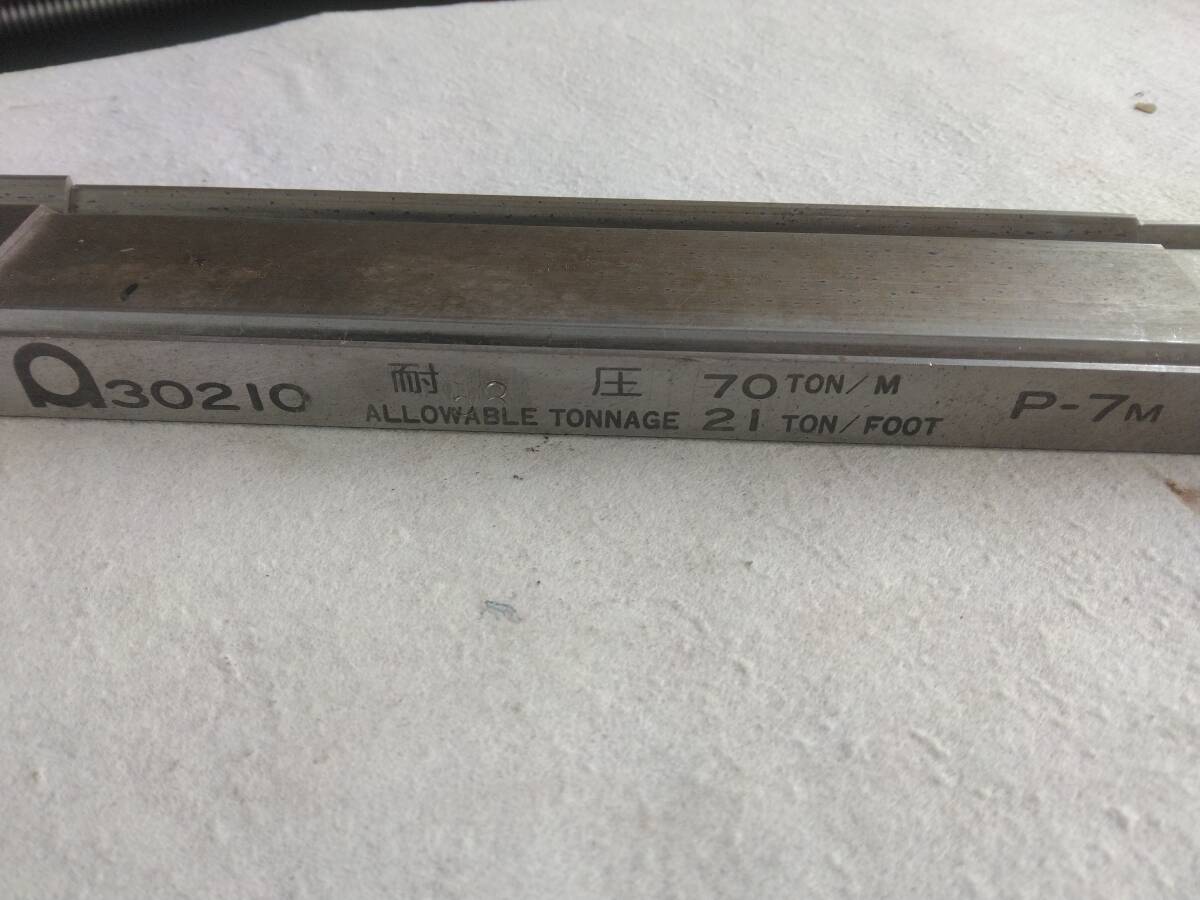 30210
耐圧 70 TON/M
ALLOWABLE TONNAGE 21 TON/FOOT
P-7M